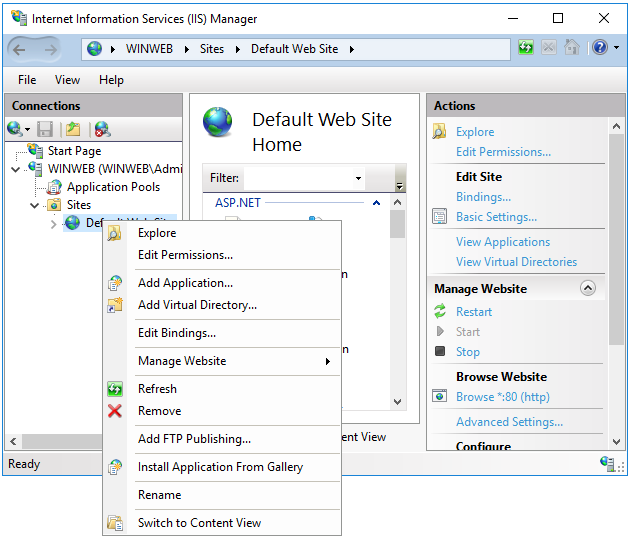 Internet Information Services (IIS) Manager
WINWEB Sites Default Web Site
File View Help
Connections
Start Page
WINWEB (WINWEB\Admi
Application Pools
Sites
Default Web Sit
Default Web Site
Home
Filter:
ASP.NET
Explore
Edit Permissions...
Add Application...
Add Virtual Directory...
Edit Bindings...
Manage Website
Refresh
Remove
Add FTP Publishing...
Install Application From Gallery
Rename
Switch to Content View
n
n
ent View
Actions
Explore
Edit Permissions...
Edit Site
Bindings...
Basic Settings...
View Applications
View Virtual Directories
Manage Website
Restart
Start
Stop
Browse Website
Browse *:80 (http)
Advanced Settings...
Configure
Ready